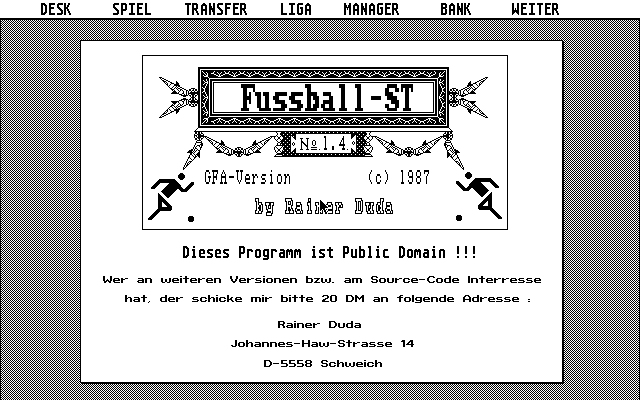 DESK SPIEL TRANSFER LIGA MANAGER BANK WEITER
Fussball-ST
No 1.4
GFA-Version (c) 1987
by Rainer Duda
Dieses Programm ist Public Domain !!!
Wer an weiteren Versionen bzw. am Source-Code Interresse
hat, der schicke mir bitte 20 DM an folgende Adresse :
Rainer Duda
Johannes-Haw-Strasse 14
D-5558 Schweich